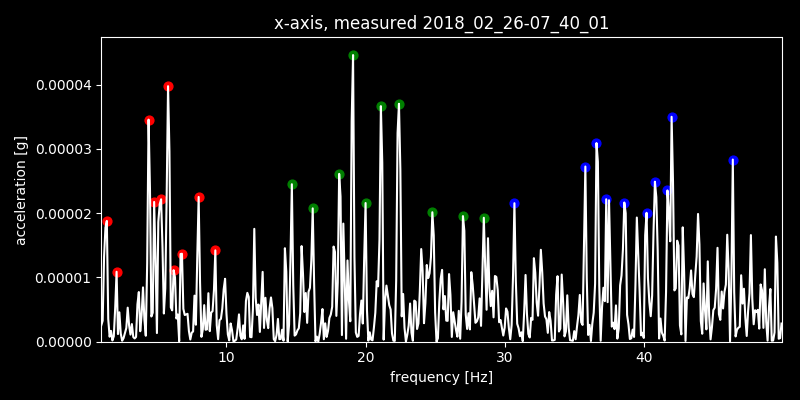 x-axis, measured 2018_02_26-07_40_01
acceleration [g]
0.00004
0.00003
0.00002
0.00001
0.00000
10 20 30 40
frequency [Hz]